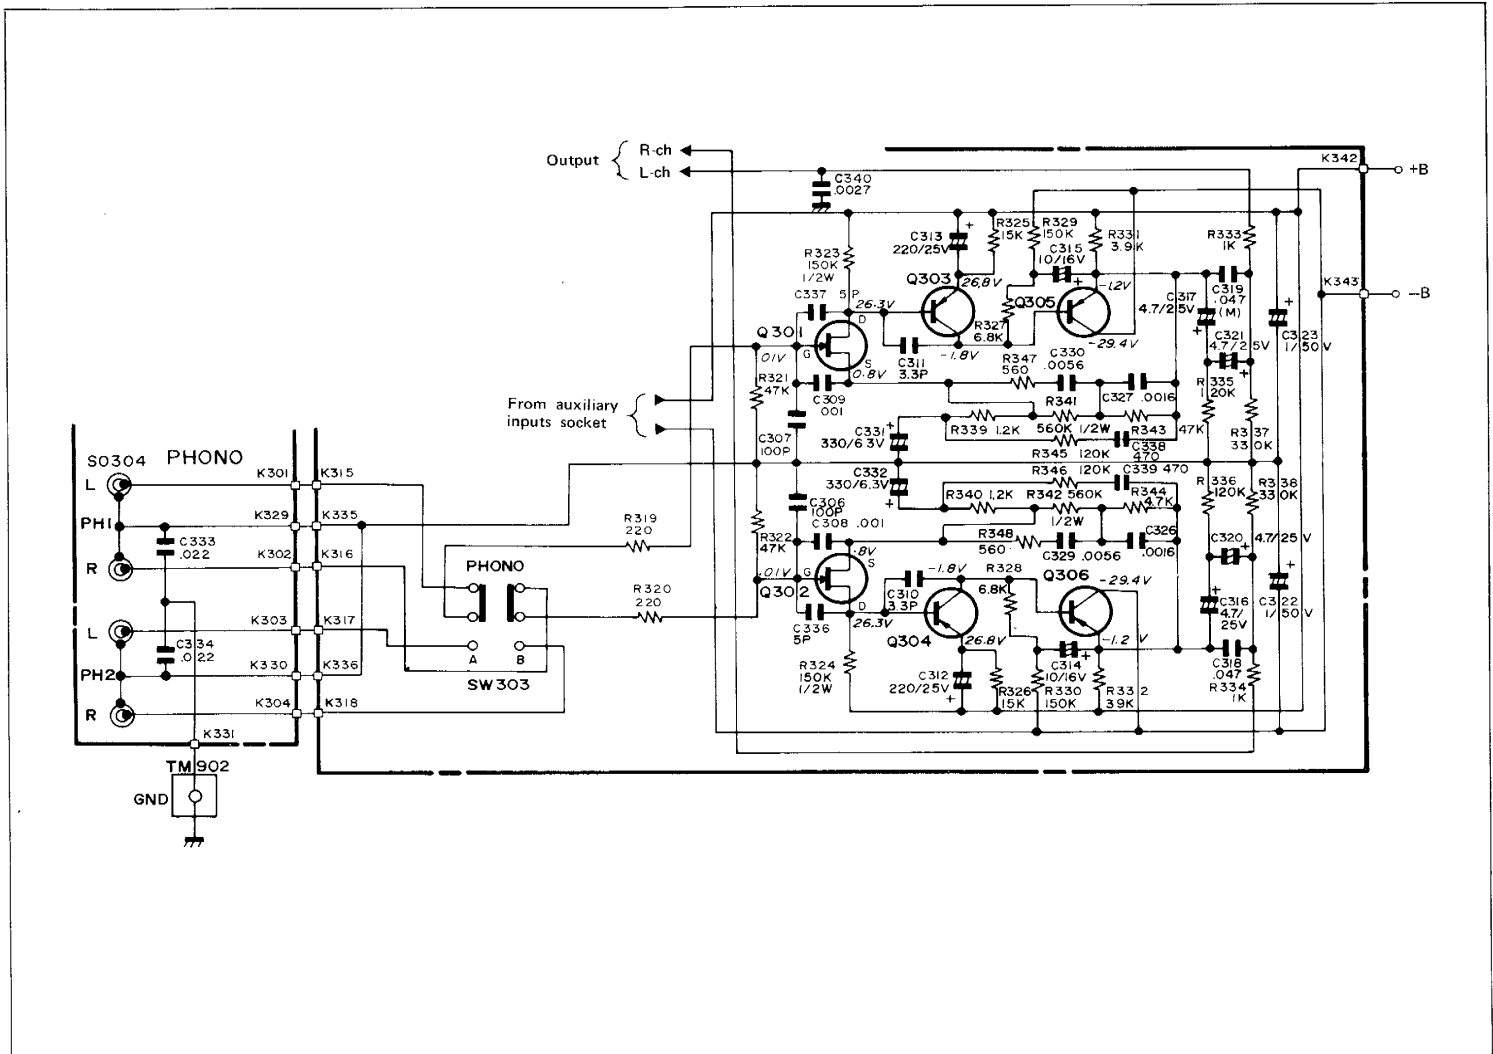 Output { R-ch
L-ch
K342
+B
C340
.0027
R325
15K
R329
150K
C313
220/25V
+
C315
10/16V
+
R331
3.9K
R333
1K
R323
150K
1/2W
K343
-B
C337
5P
26.3V
Q303
26.8V
Q305
-1.2V
C317
4.7/25V
C319
.047
(M)
Q301
D
G
S
.01V
R327
6.8K
C321
4.7/25V
C323
1/50V
-1.8V
-29.4V
C311
3.3P
R347
560
C330
.0056
0.8V
R321
47K
C309
.001
C327 .0016
R335
120K
From auxiliary
inputs socket
R341
560K 1/2W
C307
100P
C331
330/6.3V
R339 1.2K
R343
47K
R337
330K
C338
470
R345 120K
SO304 PHONO
K301 K315
C332
330/6.3V
R346 120K
C339 470
R336
120K
R338
330K
L
R340 1.2K
R342 560K
R344
4.7K
C306
100P
1/2W
PH1
K329 K335
R319
220
C308 .001
C333
.022
R322
47K
R348
560
C329 .0056
C326
.0016
C320
4.7/25V
K302 K316
R
PHONO
.8V
S
G
D
.01V
Q302
-1.8V
R328
6.8K
Q306
-29.4V
R320
220
C310
3.3P
C316
4.7/
25V
C322
1/50V
L
K303 K317
C336
5P
26.3V
Q304
26.8V
-1.2V
C334
.022
A B
PH2
K330 K336
SW303
R324
150K
1/2W
C312
220/25V
R326
15K
C314
10/16V
R330
150K
R332
3.9K
C318
.047
R334
1K
R
K304 K318
K331
TM902
GND